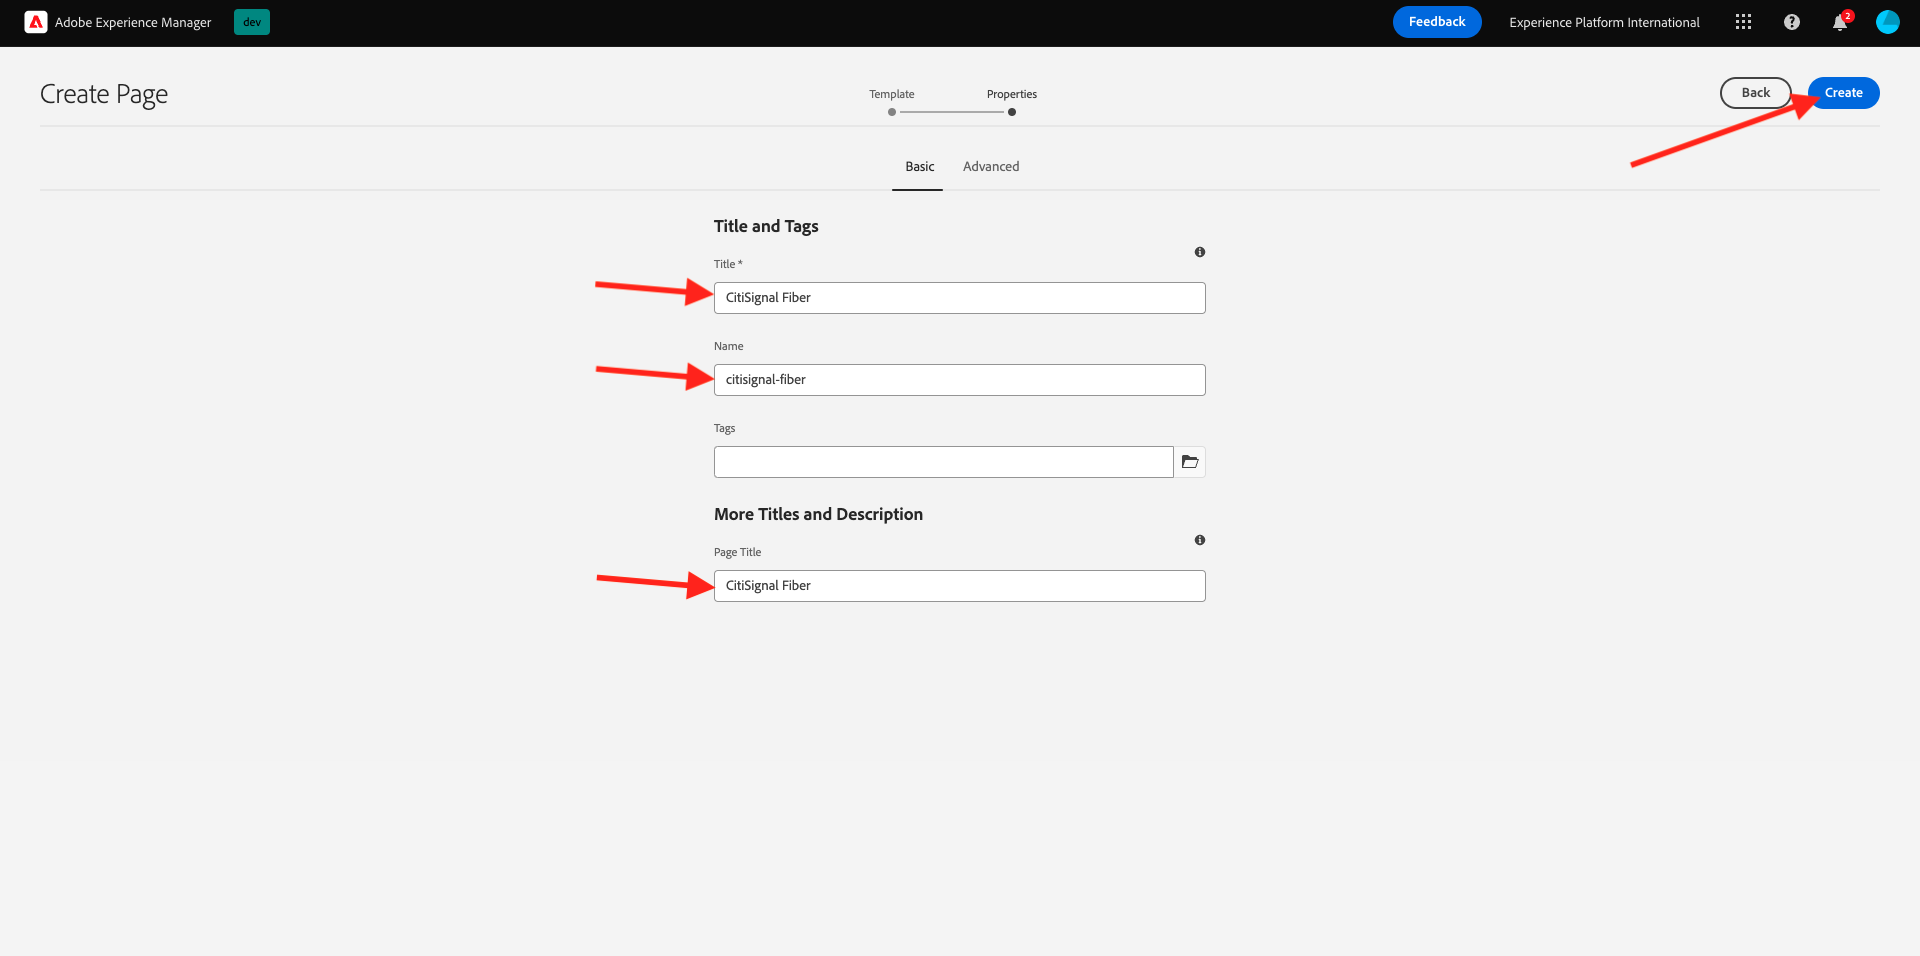 Adobe Experience Manager
dev
Feedback
Experience Platform International
2
Create Page
Template
Properties
Back
Create
Basic
Advanced
Title and Tags
Title *
CitiSignal Fiber
Name
citisignal-fiber
Tags
More Titles and Description
Page Title
CitiSignal Fiber